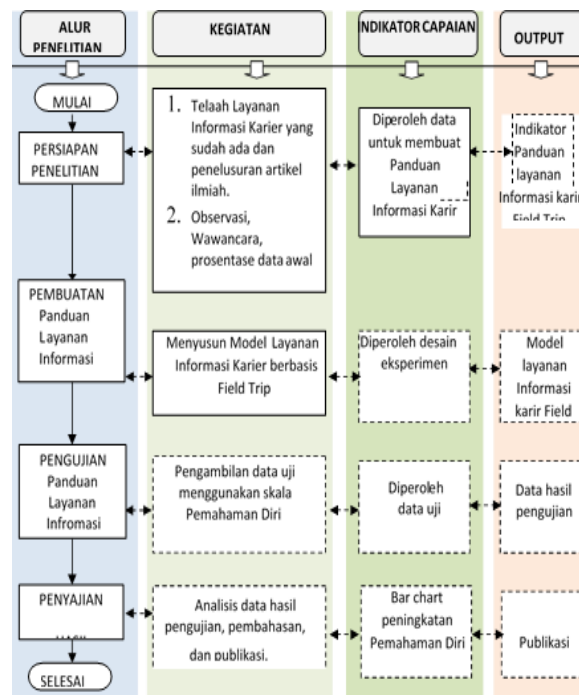 ALUR
PENELITIAN
KEGIATAN
INDIKATOR CAPAIAN
OUTPUT
MULAI
PERSIAPAN
PENELITIAN
1. Telaah Layanan
Informasi Karier yang
sudah ada dan
penelusuran artikel
ilmiah.
2. Observasi,
Wawancara,
prosentase data awal
Diperoleh data
untuk membuat
Panduan
Layanan
Informasi Karir
Indikator
Panduan
layanan
Informasi karir
Field Trip
PEMBUATAN
Panduan
Layanan
Informasi
Menyusun Model Layanan
Informasi Karier berbasis
Field Trip
Diperoleh desain
eksperimen
Model
layanan
Informasi
karir Field
PENGUJIAN
Panduan
Layanan
Infromasi
Pengambilan data uji
menggunakan skala
Pemahaman Diri
Diperoleh
data uji
Data hasil
pengujian
PENYAJIAN
Analisis data hasil
pengujian, pembahasan,
dan publikasi.
Bar chart
peningkatan
Pemahaman Diri
Publikasi
SELESAI